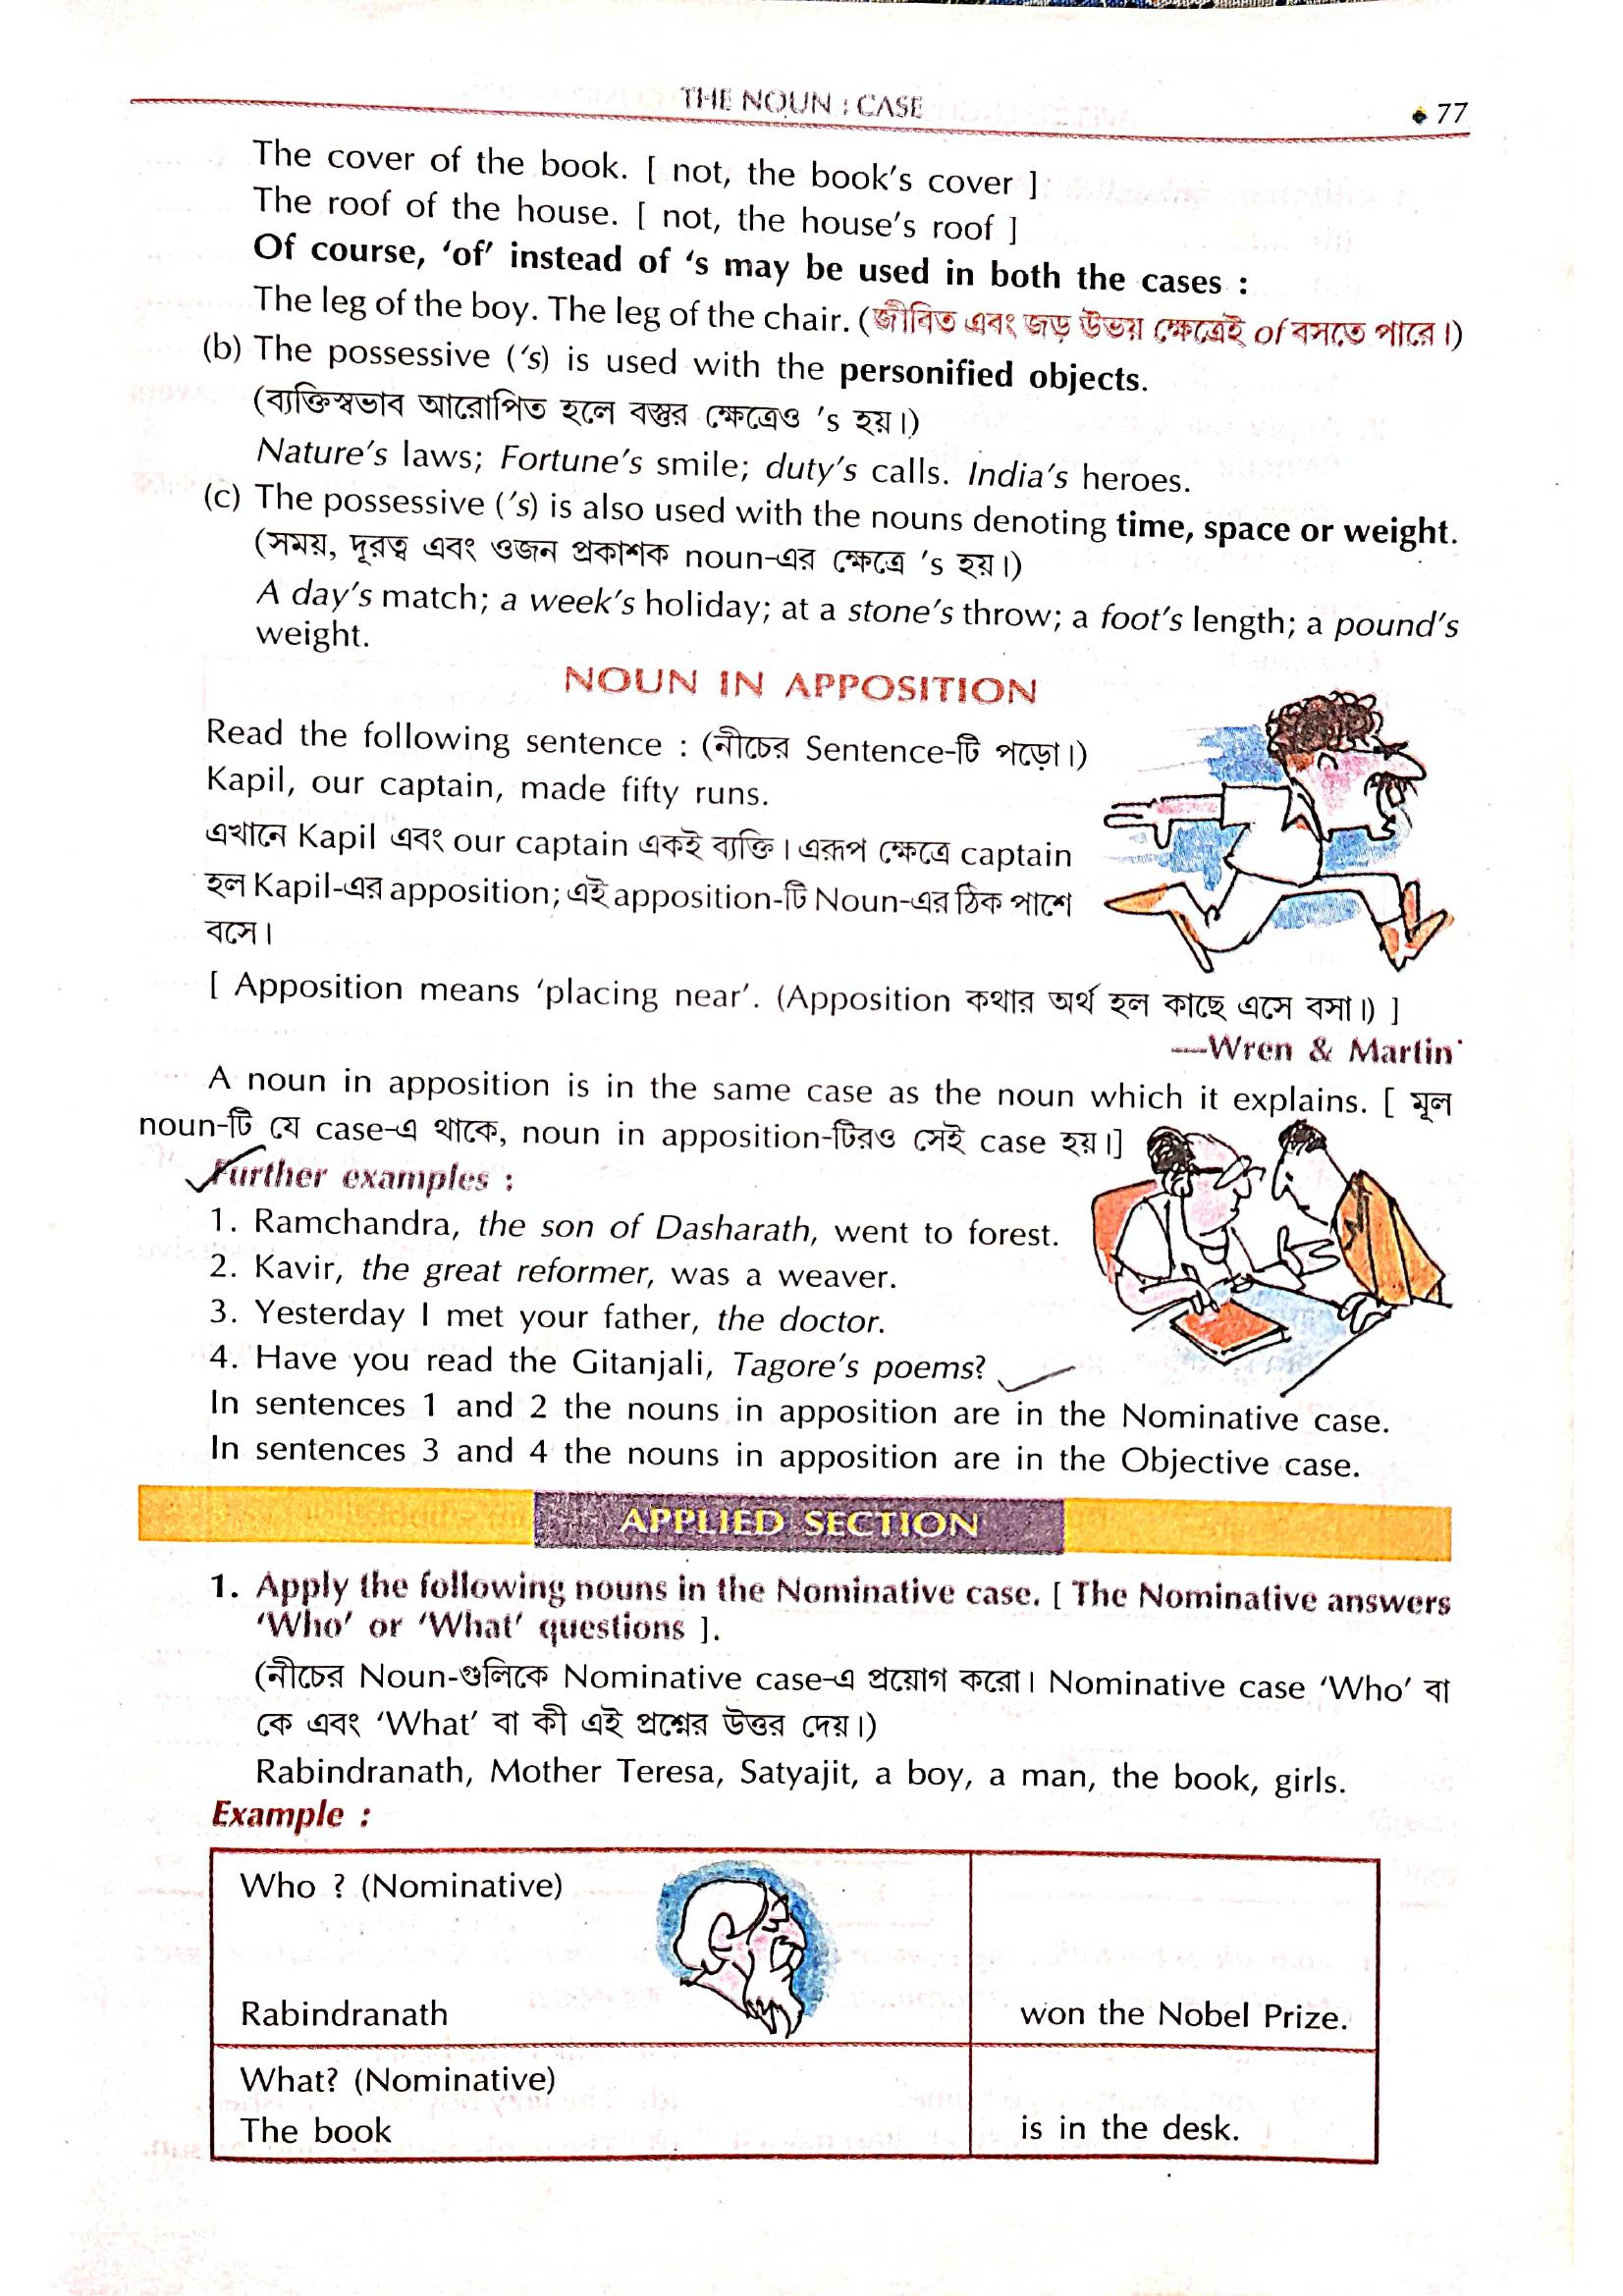 THE NOUN : CASE
77
The cover of the book. [ not, the book's cover ]
The roof of the house. [ not, the house's roof ]
Of course, ‘of’ instead of ‘s may be used in both the cases :
The leg of the boy. The leg of the chair. (জীবিত এবং জড় উভয় ক্ষেত্রেই of বসতে পারে।)
(b) The possessive (‘s) is used with the personified objects.
(ব্যক্তিস্বভাব আরোপিত হলে বস্তুর ক্ষেত্রেও ’s হয়।)
Nature's laws; Fortune's smile; duty's calls. India's heroes.
(c) The possessive (’s) is also used with the nouns denoting time, space or weight.
(সময়, দূরত্ব এবং ওজন প্রকাশক noun-এর ক্ষেত্রে ’s হয়।)
A day's match; a week's holiday; at a stone's throw; a foot's length; a pound's
weight.
NOUN IN APPOSITION
Read the following sentence : (নীচের Sentence-টি পড়ো।)
Kapil, our captain, made fifty runs.
এখানে Kapil এবং our captain একই ব্যক্তি। এরূপ ক্ষেত্রে captain
হল Kapil-এর apposition; এই apposition-টি Noun-এর ঠিক পাশে
বসে।
[ Apposition means ‘placing near’. (Apposition কথার অর্থ হল কাছে এসে বসা।) ]
—Wren & Martin
A noun in apposition is in the same case as the noun which it explains. [ মূল
noun-টি যে case-এ থাকে, noun in apposition-টিরও সেই case হয়।]
Further examples :
1. Ramchandra, the son of Dasharath, went to forest.
2. Kavir, the great reformer, was a weaver.
3. Yesterday I met your father, the doctor.
4. Have you read the Gitanjali, Tagore's poems?
In sentences 1 and 2 the nouns in apposition are in the Nominative case.
In sentences 3 and 4 the nouns in apposition are in the Objective case.
APPLIED SECTION
1. Apply the following nouns in the Nominative case. [ The Nominative answers
‘Who’ or ‘What’ questions ].
(নীচের Noun-গুলিকে Nominative case-এ প্রয়োগ করো। Nominative case ‘Who’ বা
কে এবং ‘What’ বা কী এই প্রশ্নের উত্তর দেয়।)
Rabindranath, Mother Teresa, Satyajit, a boy, a man, the book, girls.
Example :
Who ? (Nominative)
Rabindranath won the Nobel Prize.
What? (Nominative)
The book is in the desk.